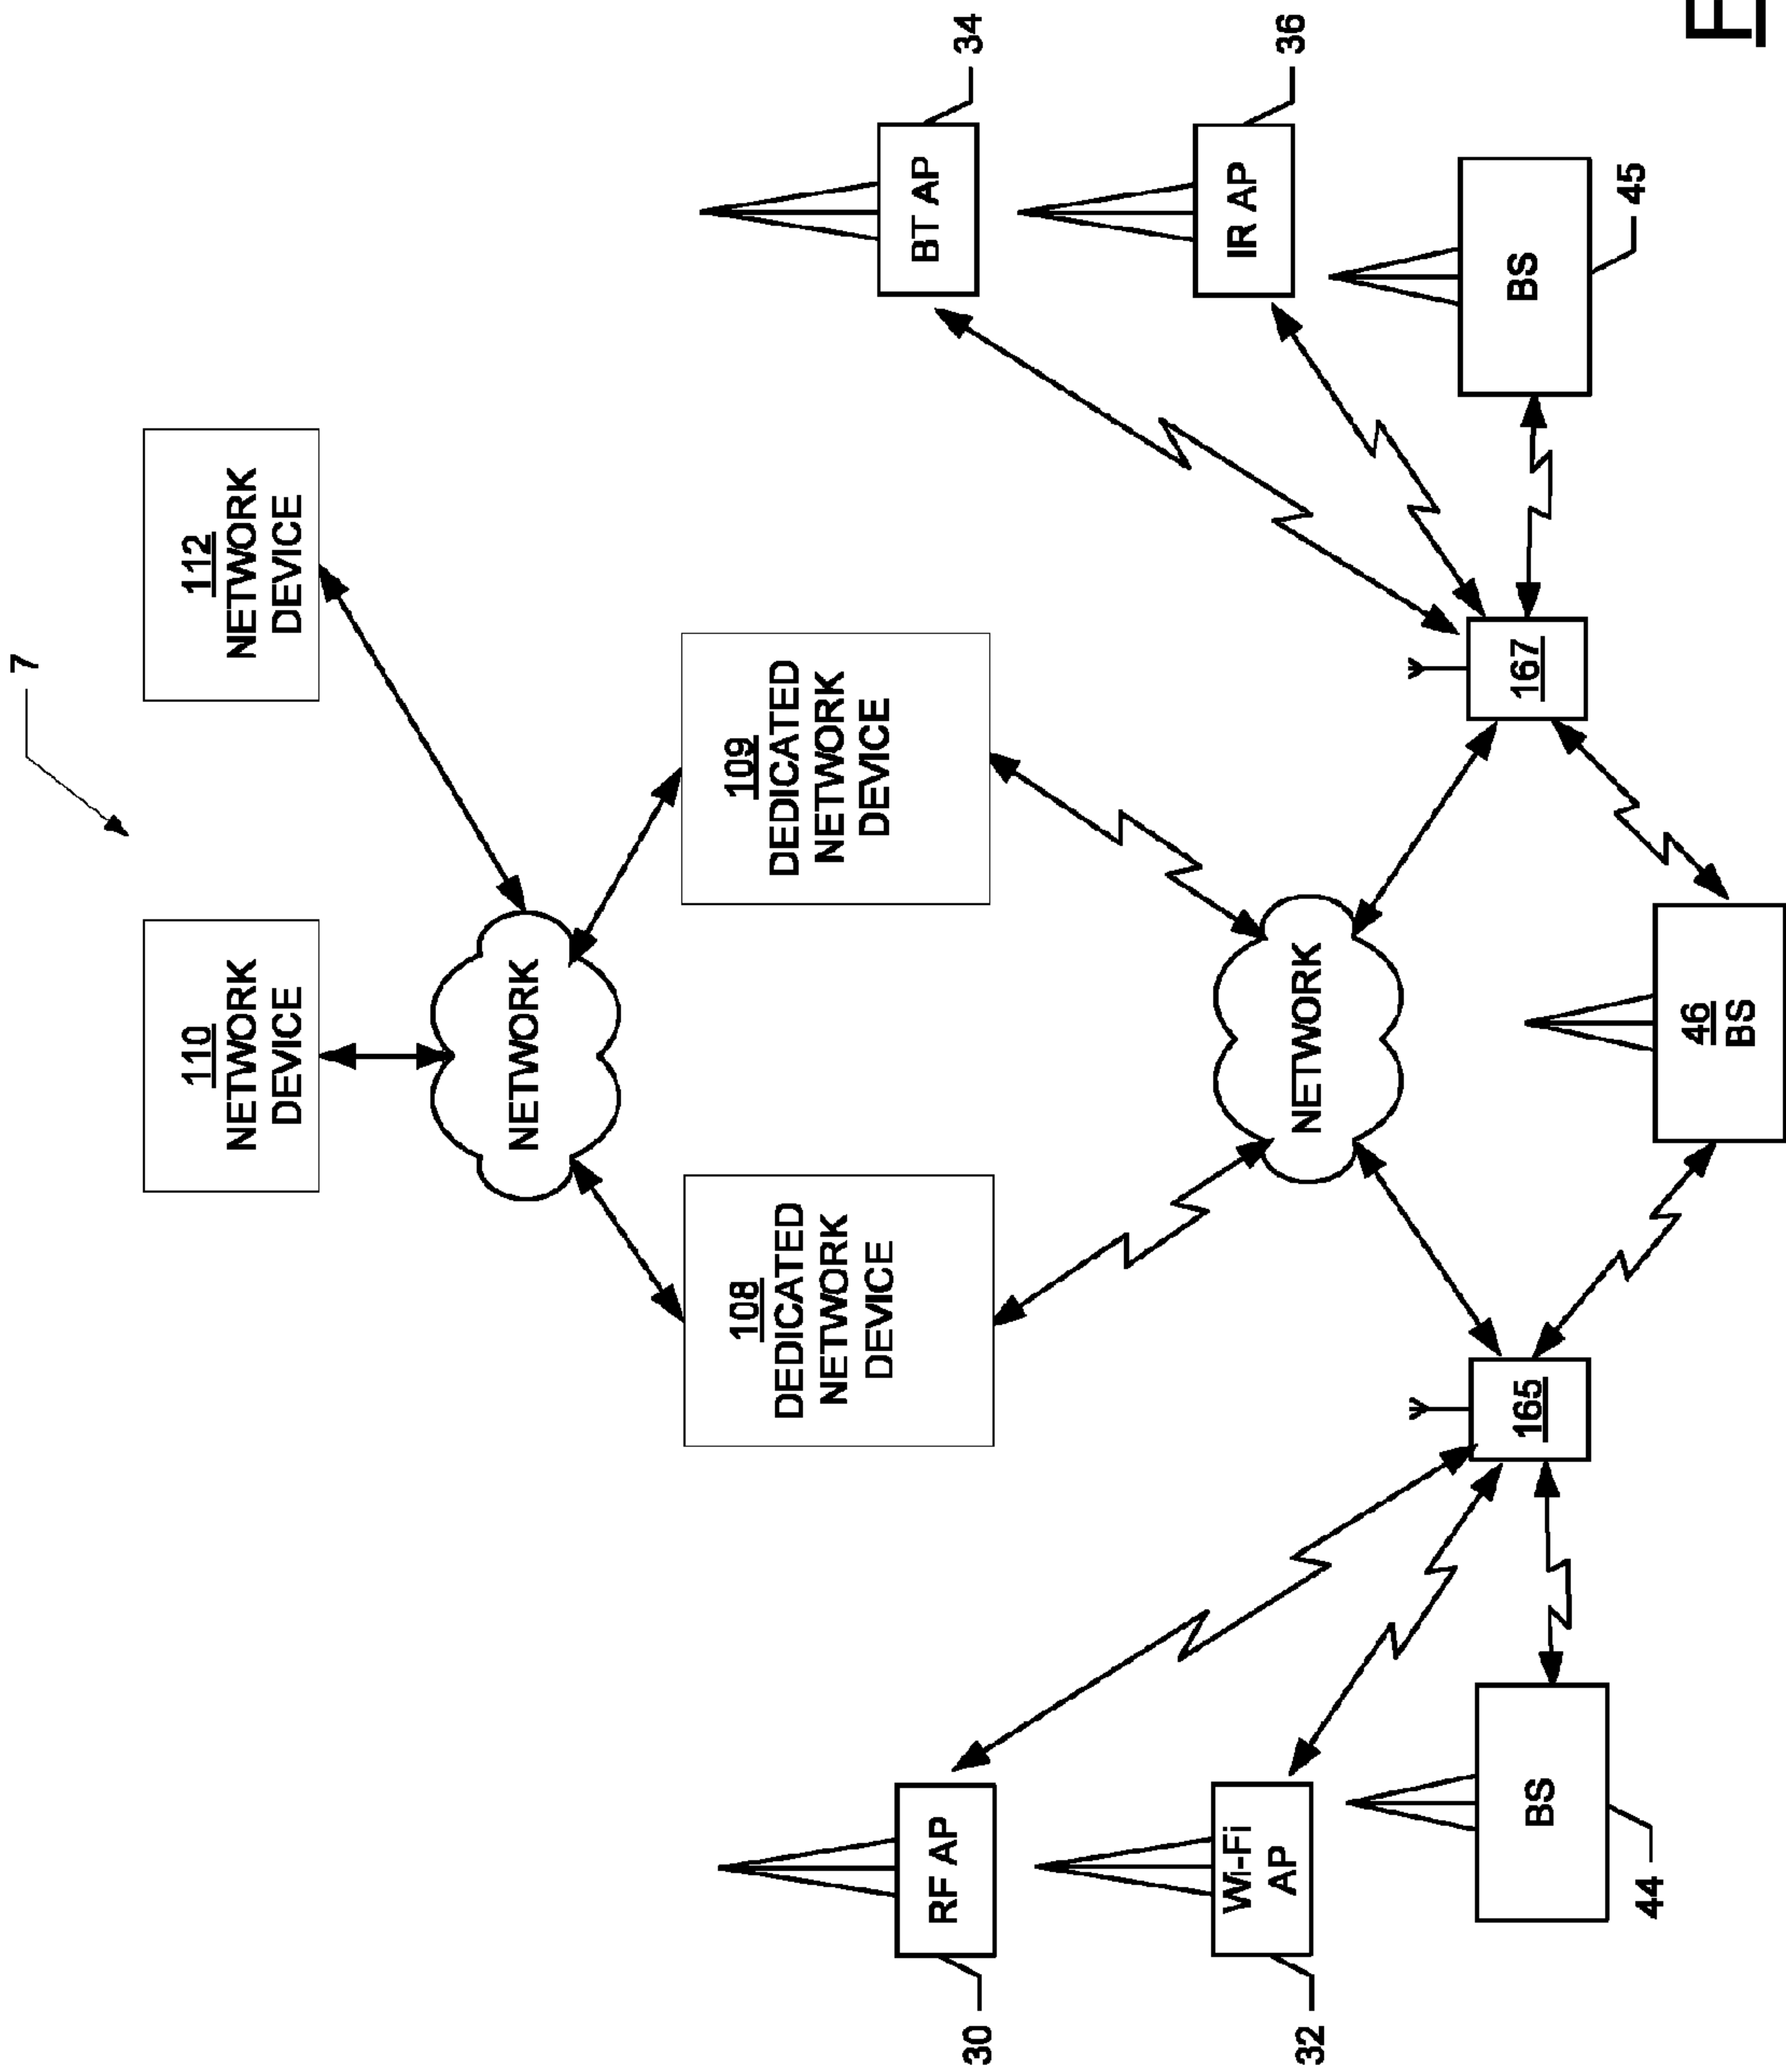 7
110
NETWORK
DEVICE
112
NETWORK
DEVICE
NETWORK
108
DEDICATED
NETWORK
DEVICE
109
DEDICATED
NETWORK
DEVICE
RF AP
30
BT AP
34
Wi-Fi
AP
32
IR AP
36
NETWORK
BS
44
165
167
BS
45
46
BS